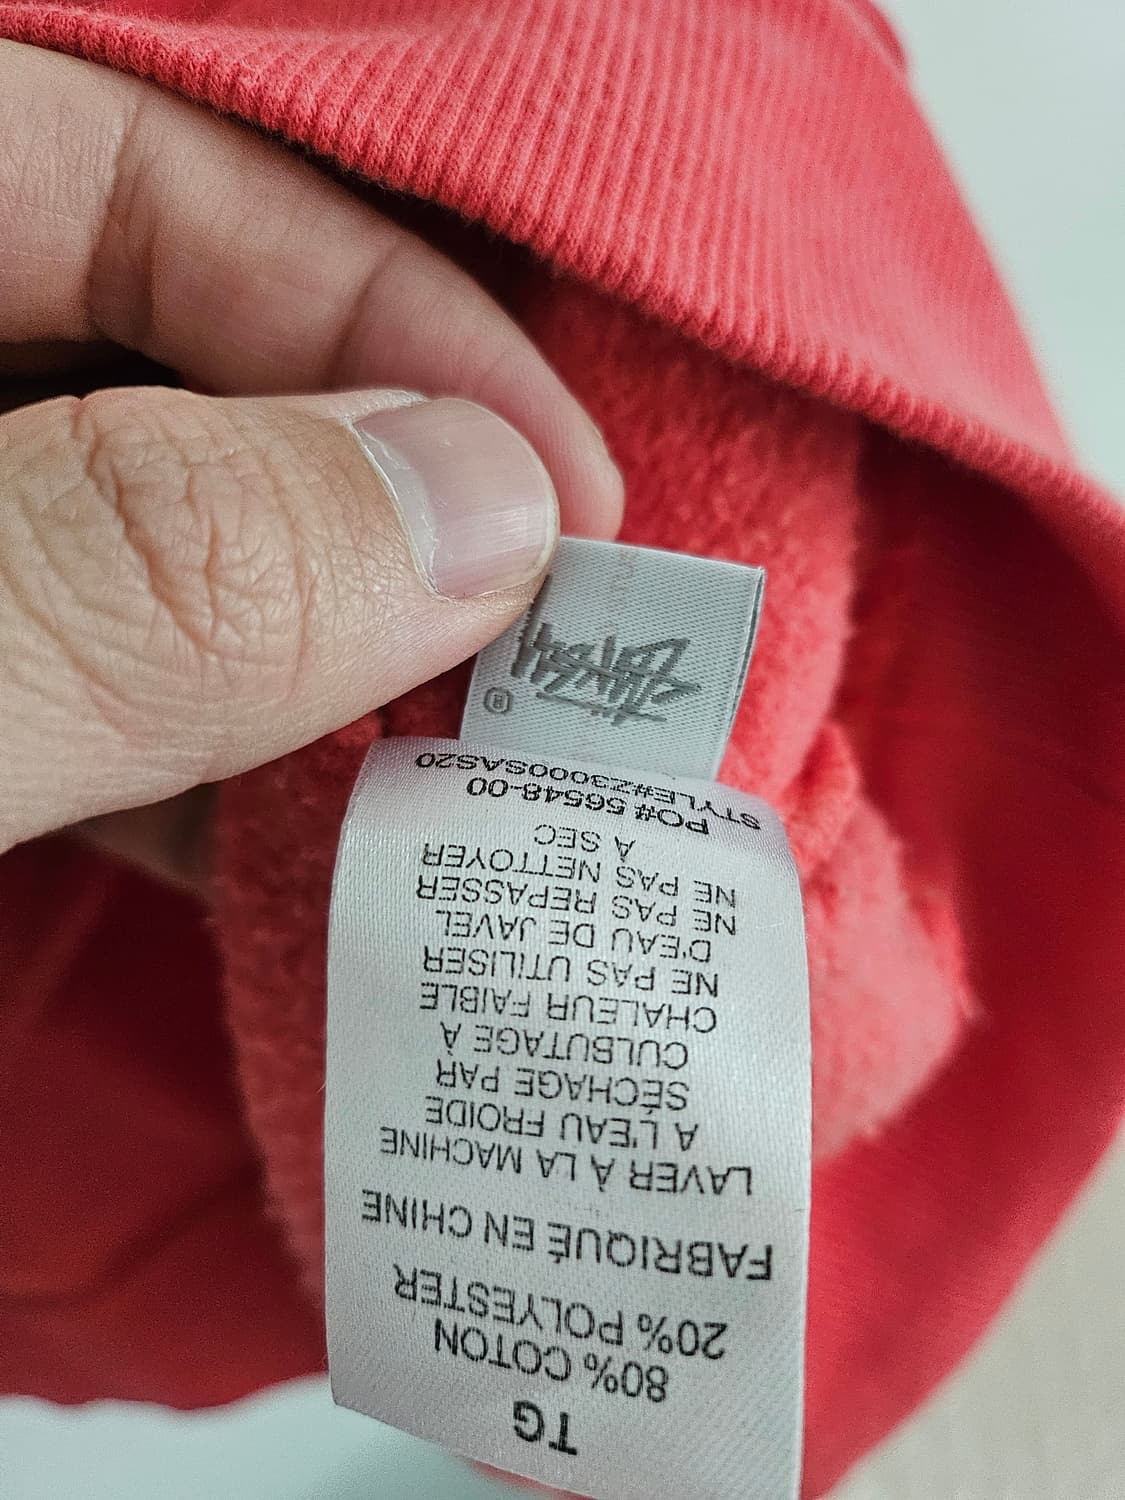 TG
80% COTON
20% POLYESTER
FABRIQUÉ EN CHINE
LAVER À LA MACHINE
A L'EAU FROIDE
SÉCHAGE PAR
CULBUTAGE À
CHALEUR FAIBLE
NE PAS UTILISER
D'EAU DE JAVEL
NE PAS REPASSER
NE PAS NETTOYER
À SEC
PO# 56548-00
STYLE#Z3000SAS20
STÜSSY ®